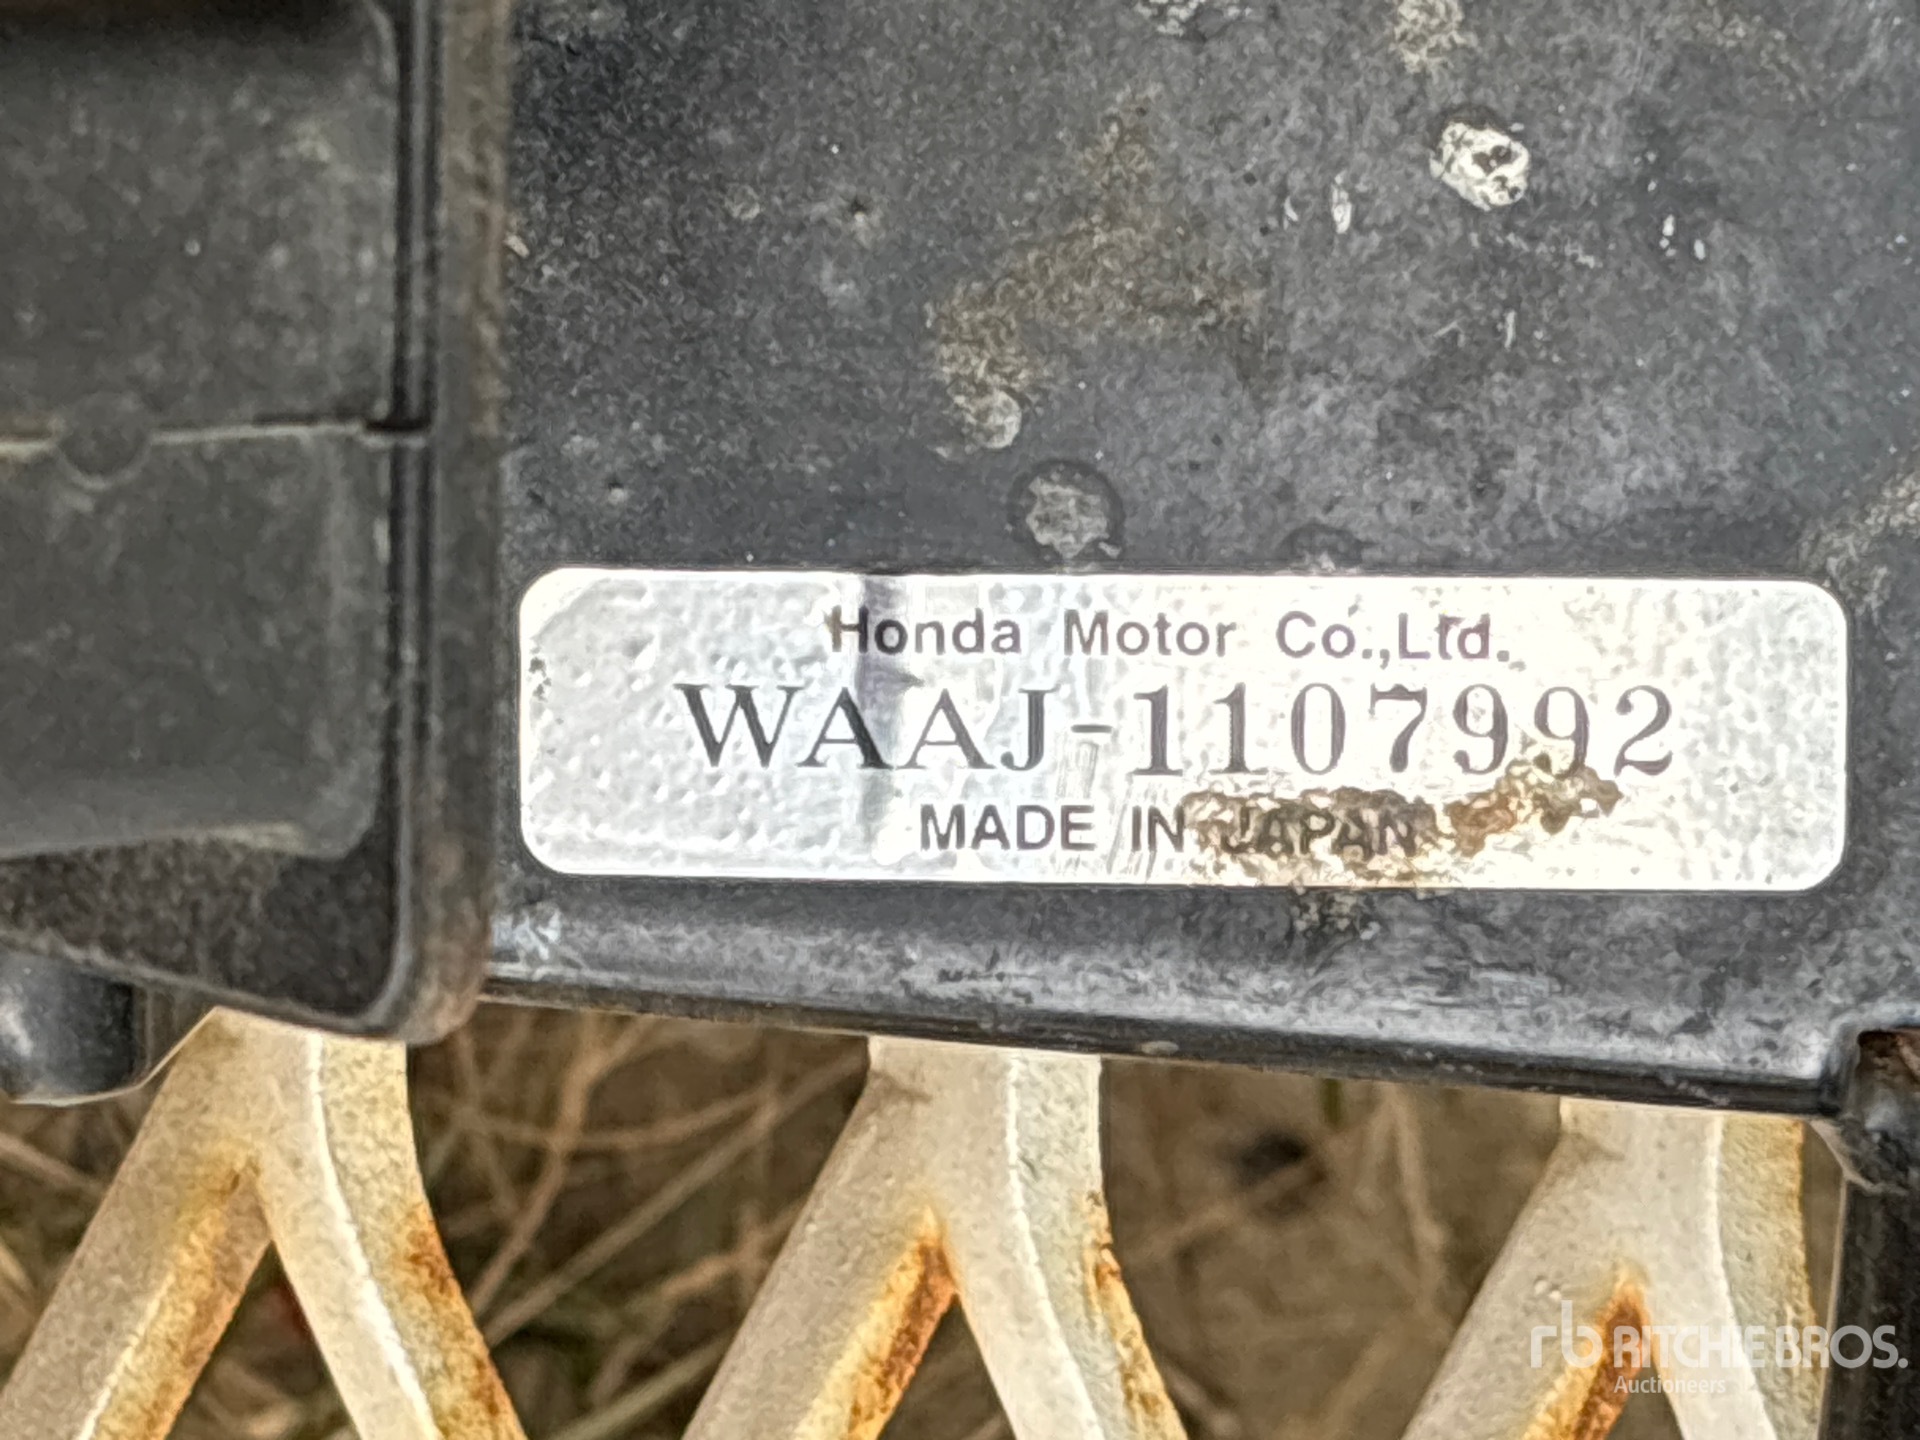 Honda Motor Co.,Ltd.
WAAJ-1107992
MADE IN JAPAN
rb RITCHIE BROS.
Auctioneers